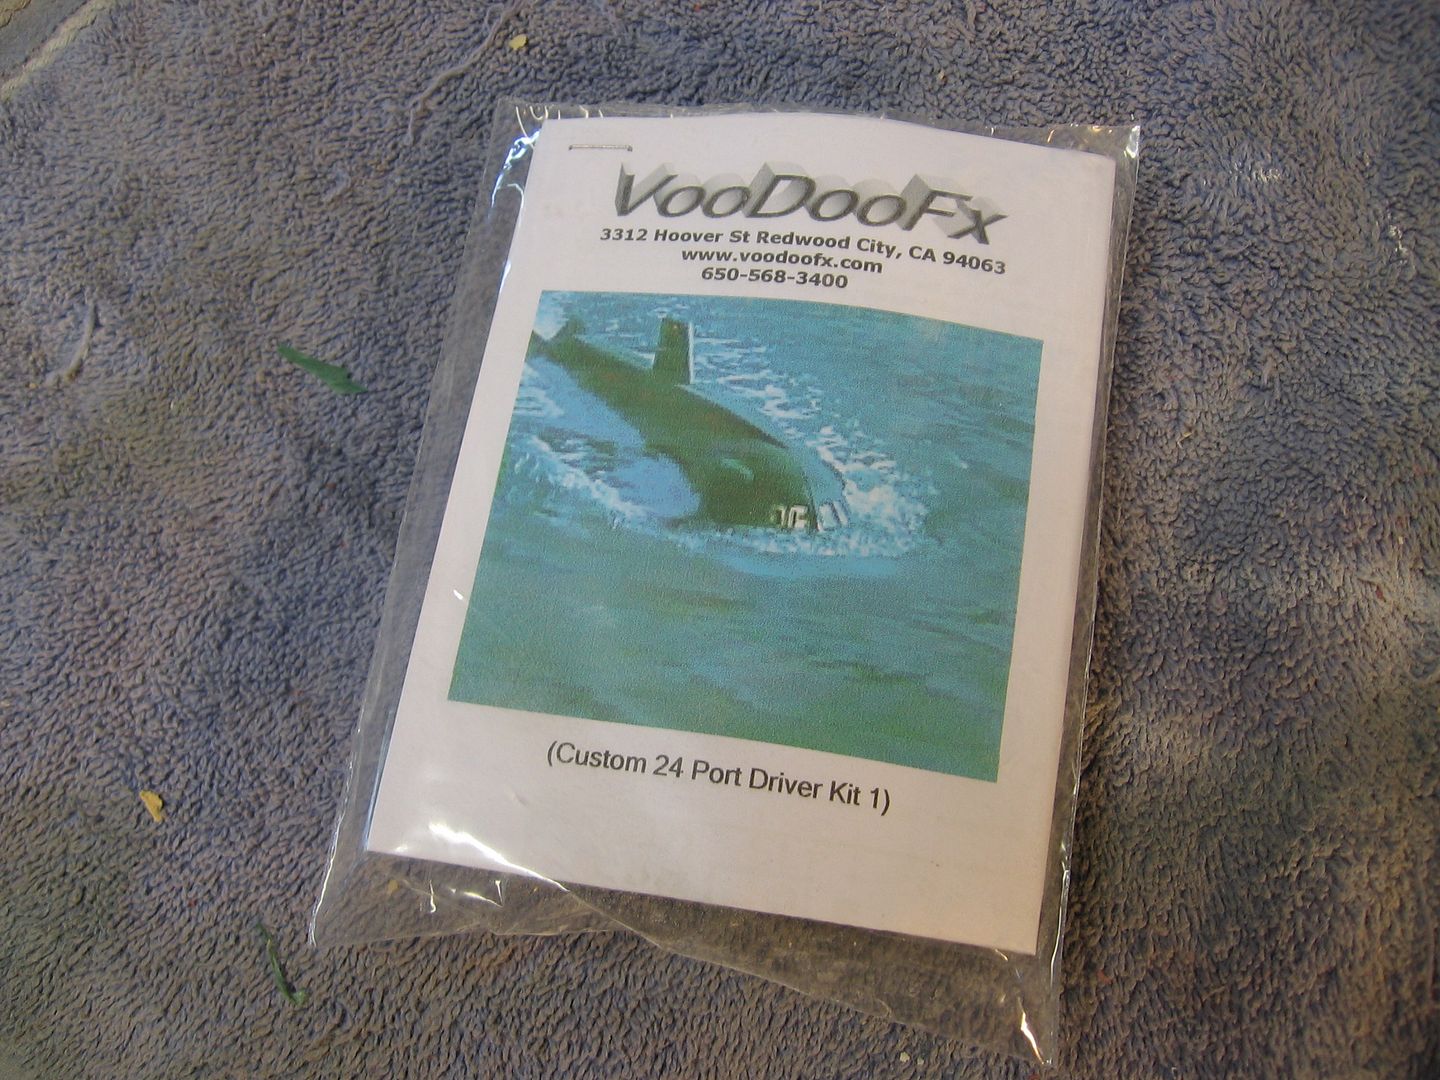 VooDooFx
3312 Hoover St Redwood City, CA 94063
www.voodoofx.com
650-568-3400
(Custom 24 Port Driver Kit 1)